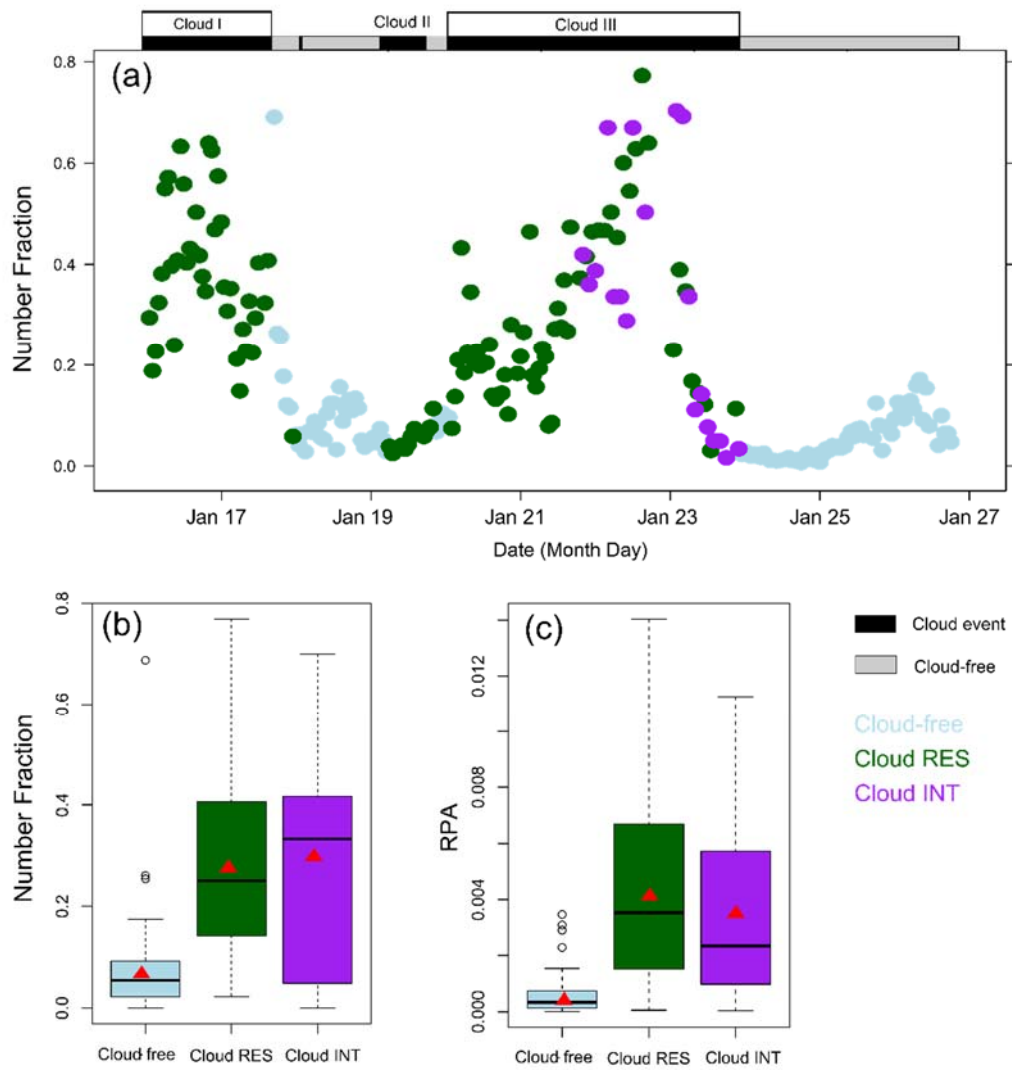 Cloud I
Cloud II
Cloud III
(a)
Number Fraction
0.8
0.6
0.4
0.2
0.0
Jan 17
Jan 19
Jan 21
Jan 23
Jan 25
Jan 27
Date (Month Day)
(b)
Number Fraction
0.8
0.6
0.4
0.2
0.0
Cloud-free
Cloud RES
Cloud INT
(c)
RPA
0.012
0.008
0.004
0.000
Cloud-free
Cloud RES
Cloud INT
Cloud event
Cloud-free
Cloud-free
Cloud RES
Cloud INT